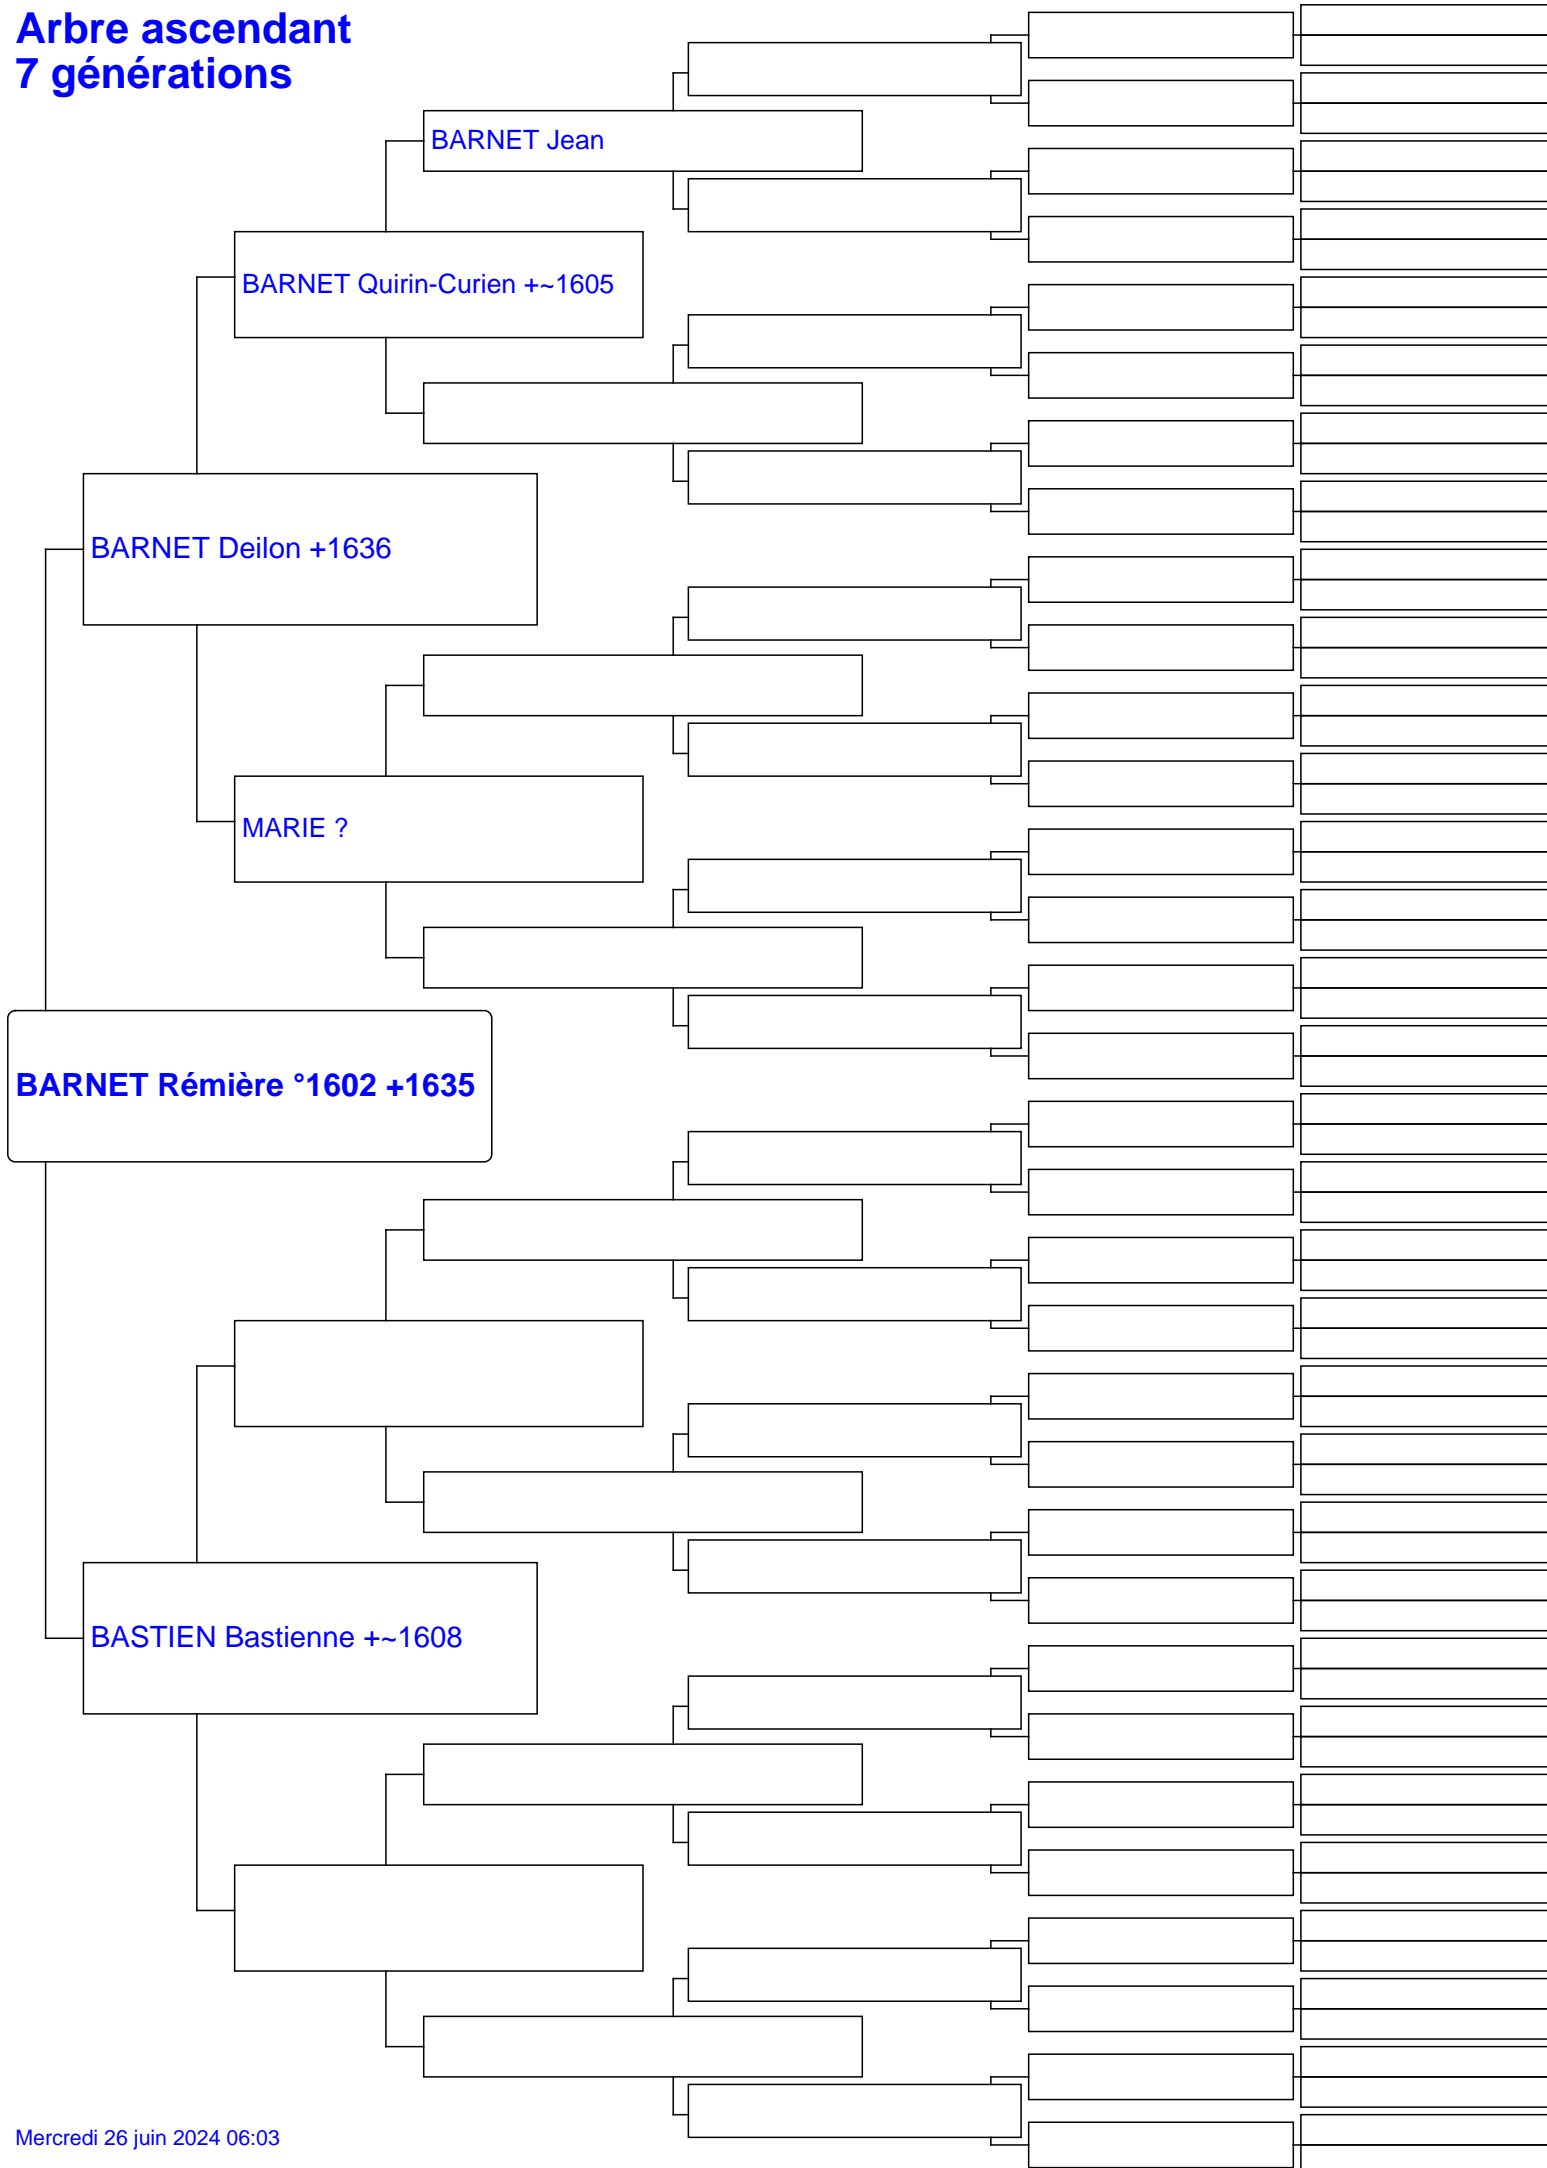 Arbre ascendant
7 générations
BARNET Jean
BARNET Quirin-Curien +~1605
BARNET Deilon +1636
MARIE ?
BARNET Rémière °1602 +1635
BASTIEN Bastienne +~1608
Mercredi 26 juin 2024 06:03